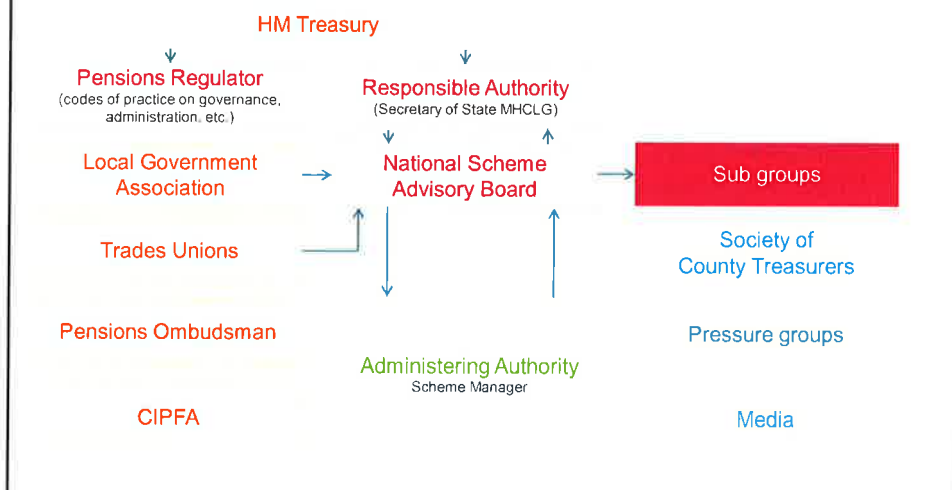 HM Treasury
Pensions Regulator
(codes of practice on governance,
administration, etc.)
Responsible Authority
(Secretary of State MHCLG)
Local Government
Association
National Scheme
Advisory Board
Sub groups
Trades Unions
Society of
County Treasurers
Pensions Ombudsman
Pressure groups
Administering Authority
Scheme Manager
CIPFA
Media